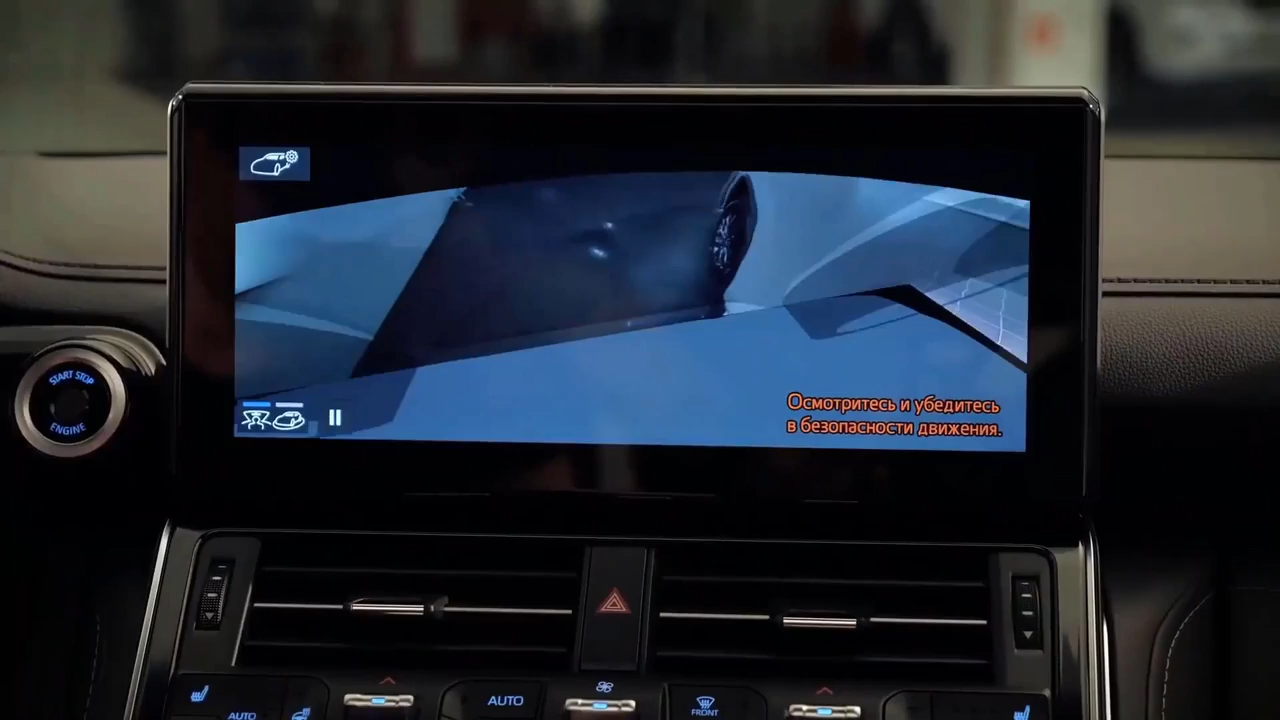 START STOP
ENGINE
Осмотритесь и убедитесь
в безопасности движения.
AUTO
AUTO
FRONT